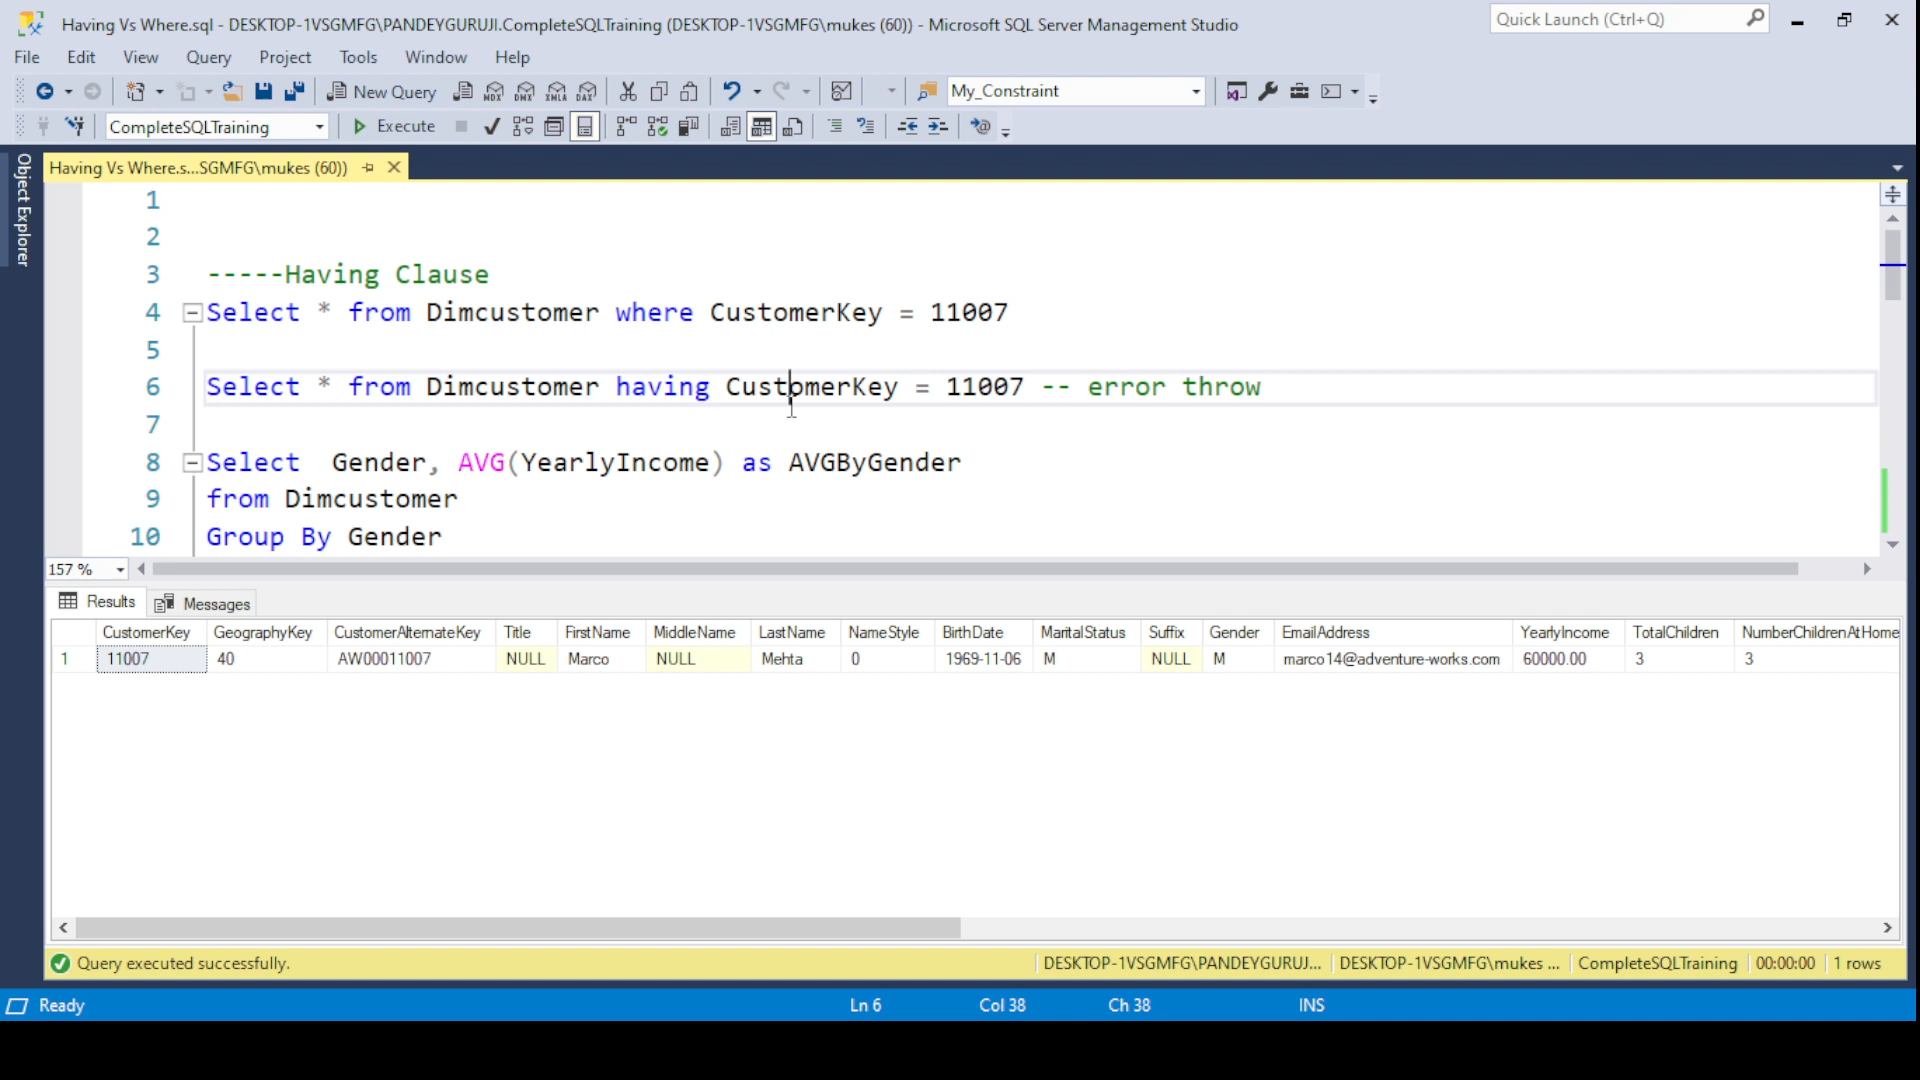 Having Vs Where.sql - DESKTOP-1VSGMFG\PANDEYGURUJI.CompleteSQLTraining (DESKTOP-1VSGMFG\mukes (60)) - Microsoft SQL Server Management Studio
Quick Launch (Ctrl+Q)
File Edit View Query Project Tools Window Help
New Query MDX DMX XMLA DAX My_Constraint
CompleteSQLTraining Execute
Object Explorer
Having Vs Where.s...SGMFG\mukes (60))
1
2
3 -----Having Clause
4 Select * from Dimcustomer where CustomerKey = 11007
5
6 Select * from Dimcustomer having CustomerKey = 11007 -- error throw
7
8 Select  Gender, AVG(YearlyIncome) as AVGByGender
9 from Dimcustomer
10 Group By Gender
157 %
Results Messages
CustomerKey GeographyKey CustomerAlternateKey Title FirstName MiddleName LastName NameStyle BirthDate MaritalStatus Suffix Gender EmailAddress YearlyIncome TotalChildren NumberChildrenAtHome
1 11007 40 AW00011007 NULL Marco NULL Mehta 0 1969-11-06 M NULL M marco14@adventure-works.com 60000.00 3 3
Query executed successfully. DESKTOP-1VSGMFG\PANDEYGURUJ... DESKTOP-1VSGMFG\mukes ... CompleteSQLTraining 00:00:00 1 rows
Ready Ln 6 Col 38 Ch 38 INS